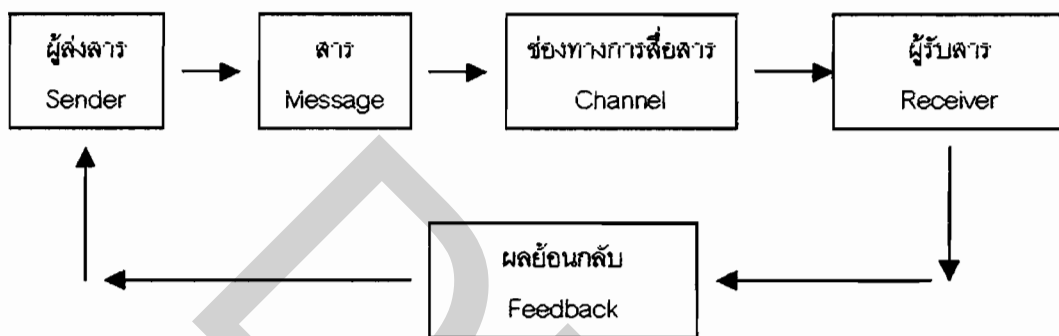 ผู้ส่งสาร
Sender
สาร
Message
ช่องทางการสื่อสาร
Channel
ผู้รับสาร
Receiver
ผลย้อนกลับ
Feedback